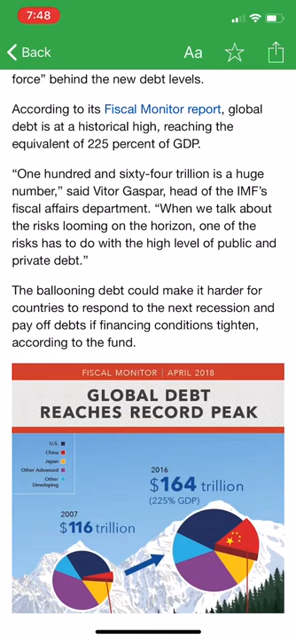 7:48
Back
Aa
force” behind the new debt levels.
According to its Fiscal Monitor report, global
debt is at a historical high, reaching the
equivalent of 225 percent of GDP.
“One hundred and sixty-four trillion is a huge
number,” said Vitor Gaspar, head of the IMF’s
fiscal affairs department. “When we talk about
the risks looming on the horizon, one of the
risks has to do with the high level of public and
private debt.”
The ballooning debt could make it harder for
countries to respond to the next recession and
pay off debts if financing conditions tighten,
according to the fund.
FISCAL MONITOR | APRIL 2018
GLOBAL DEBT
REACHES RECORD PEAK
U.S.
China
Japan
Other Advanced
Other
Developing
2016
$164 trillion
(225% GDP)
2007
$116 trillion